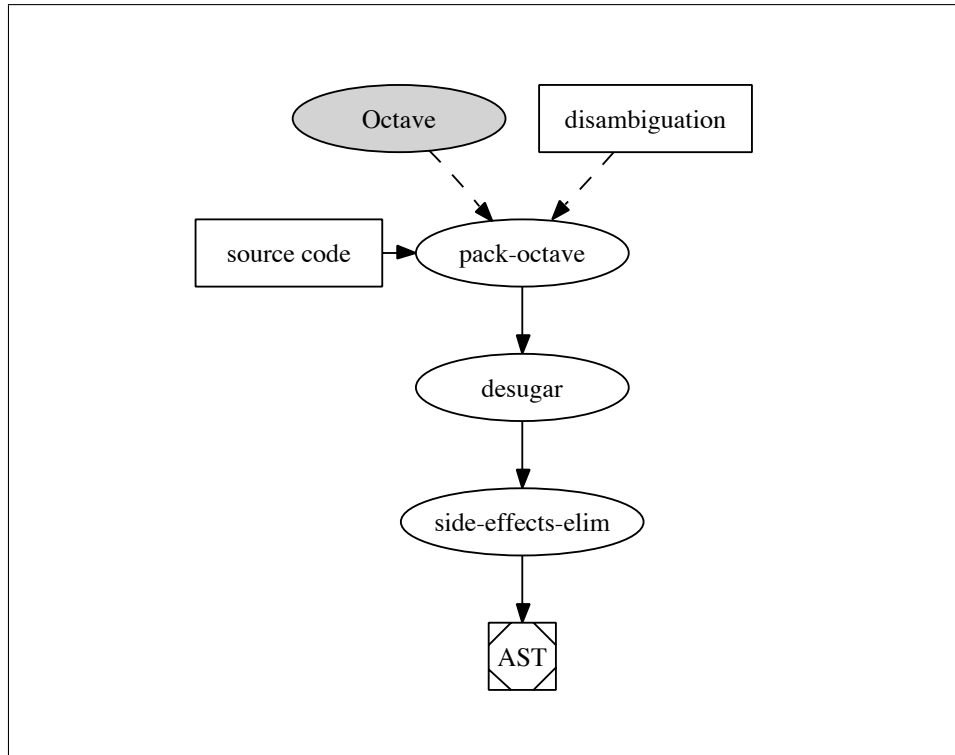 Octave
disambiguation
source code
pack-octave
desugar
side-effects-elim
AST